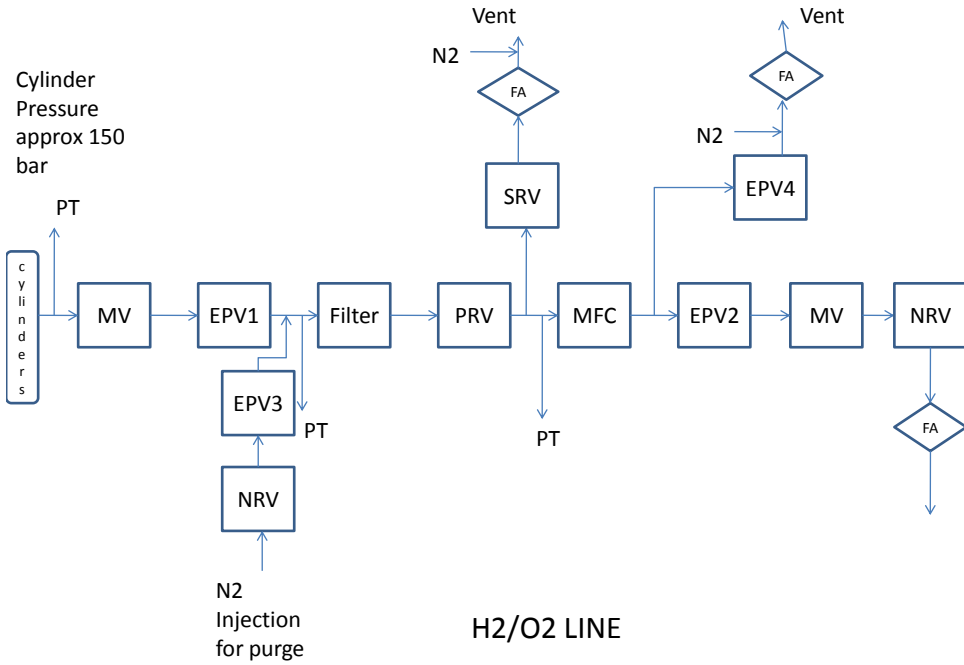 Vent
Vent
N2
FA
FA
Cylinder
Pressure
approx 150
bar
N2
SRV
EPV4
PT
cylinders
MV
EPV1
Filter
PRV
MFC
EPV2
MV
NRV
EPV3
PT
PT
FA
NRV
N2
Injection
for purge
H2/O2 LINE